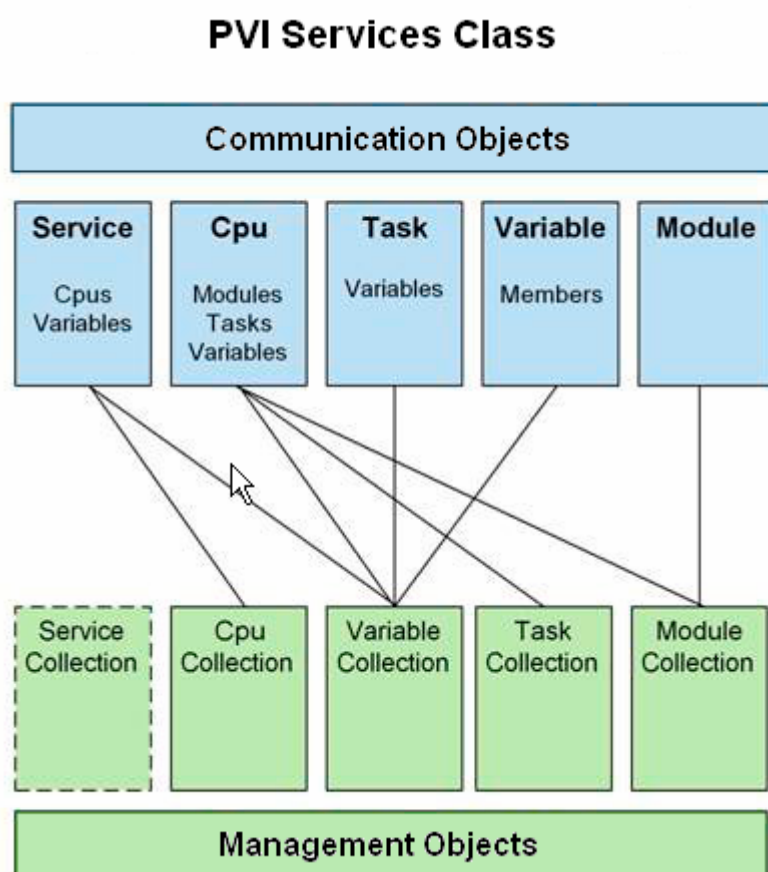 PVI Services Class
Communication Objects
Service
Cpus
Variables
Cpu
Modules
Tasks
Variables
Task
Variables
Variable
Members
Module
Service
Collection
Cpu
Collection
Variable
Collection
Task
Collection
Module
Collection
Management Objects